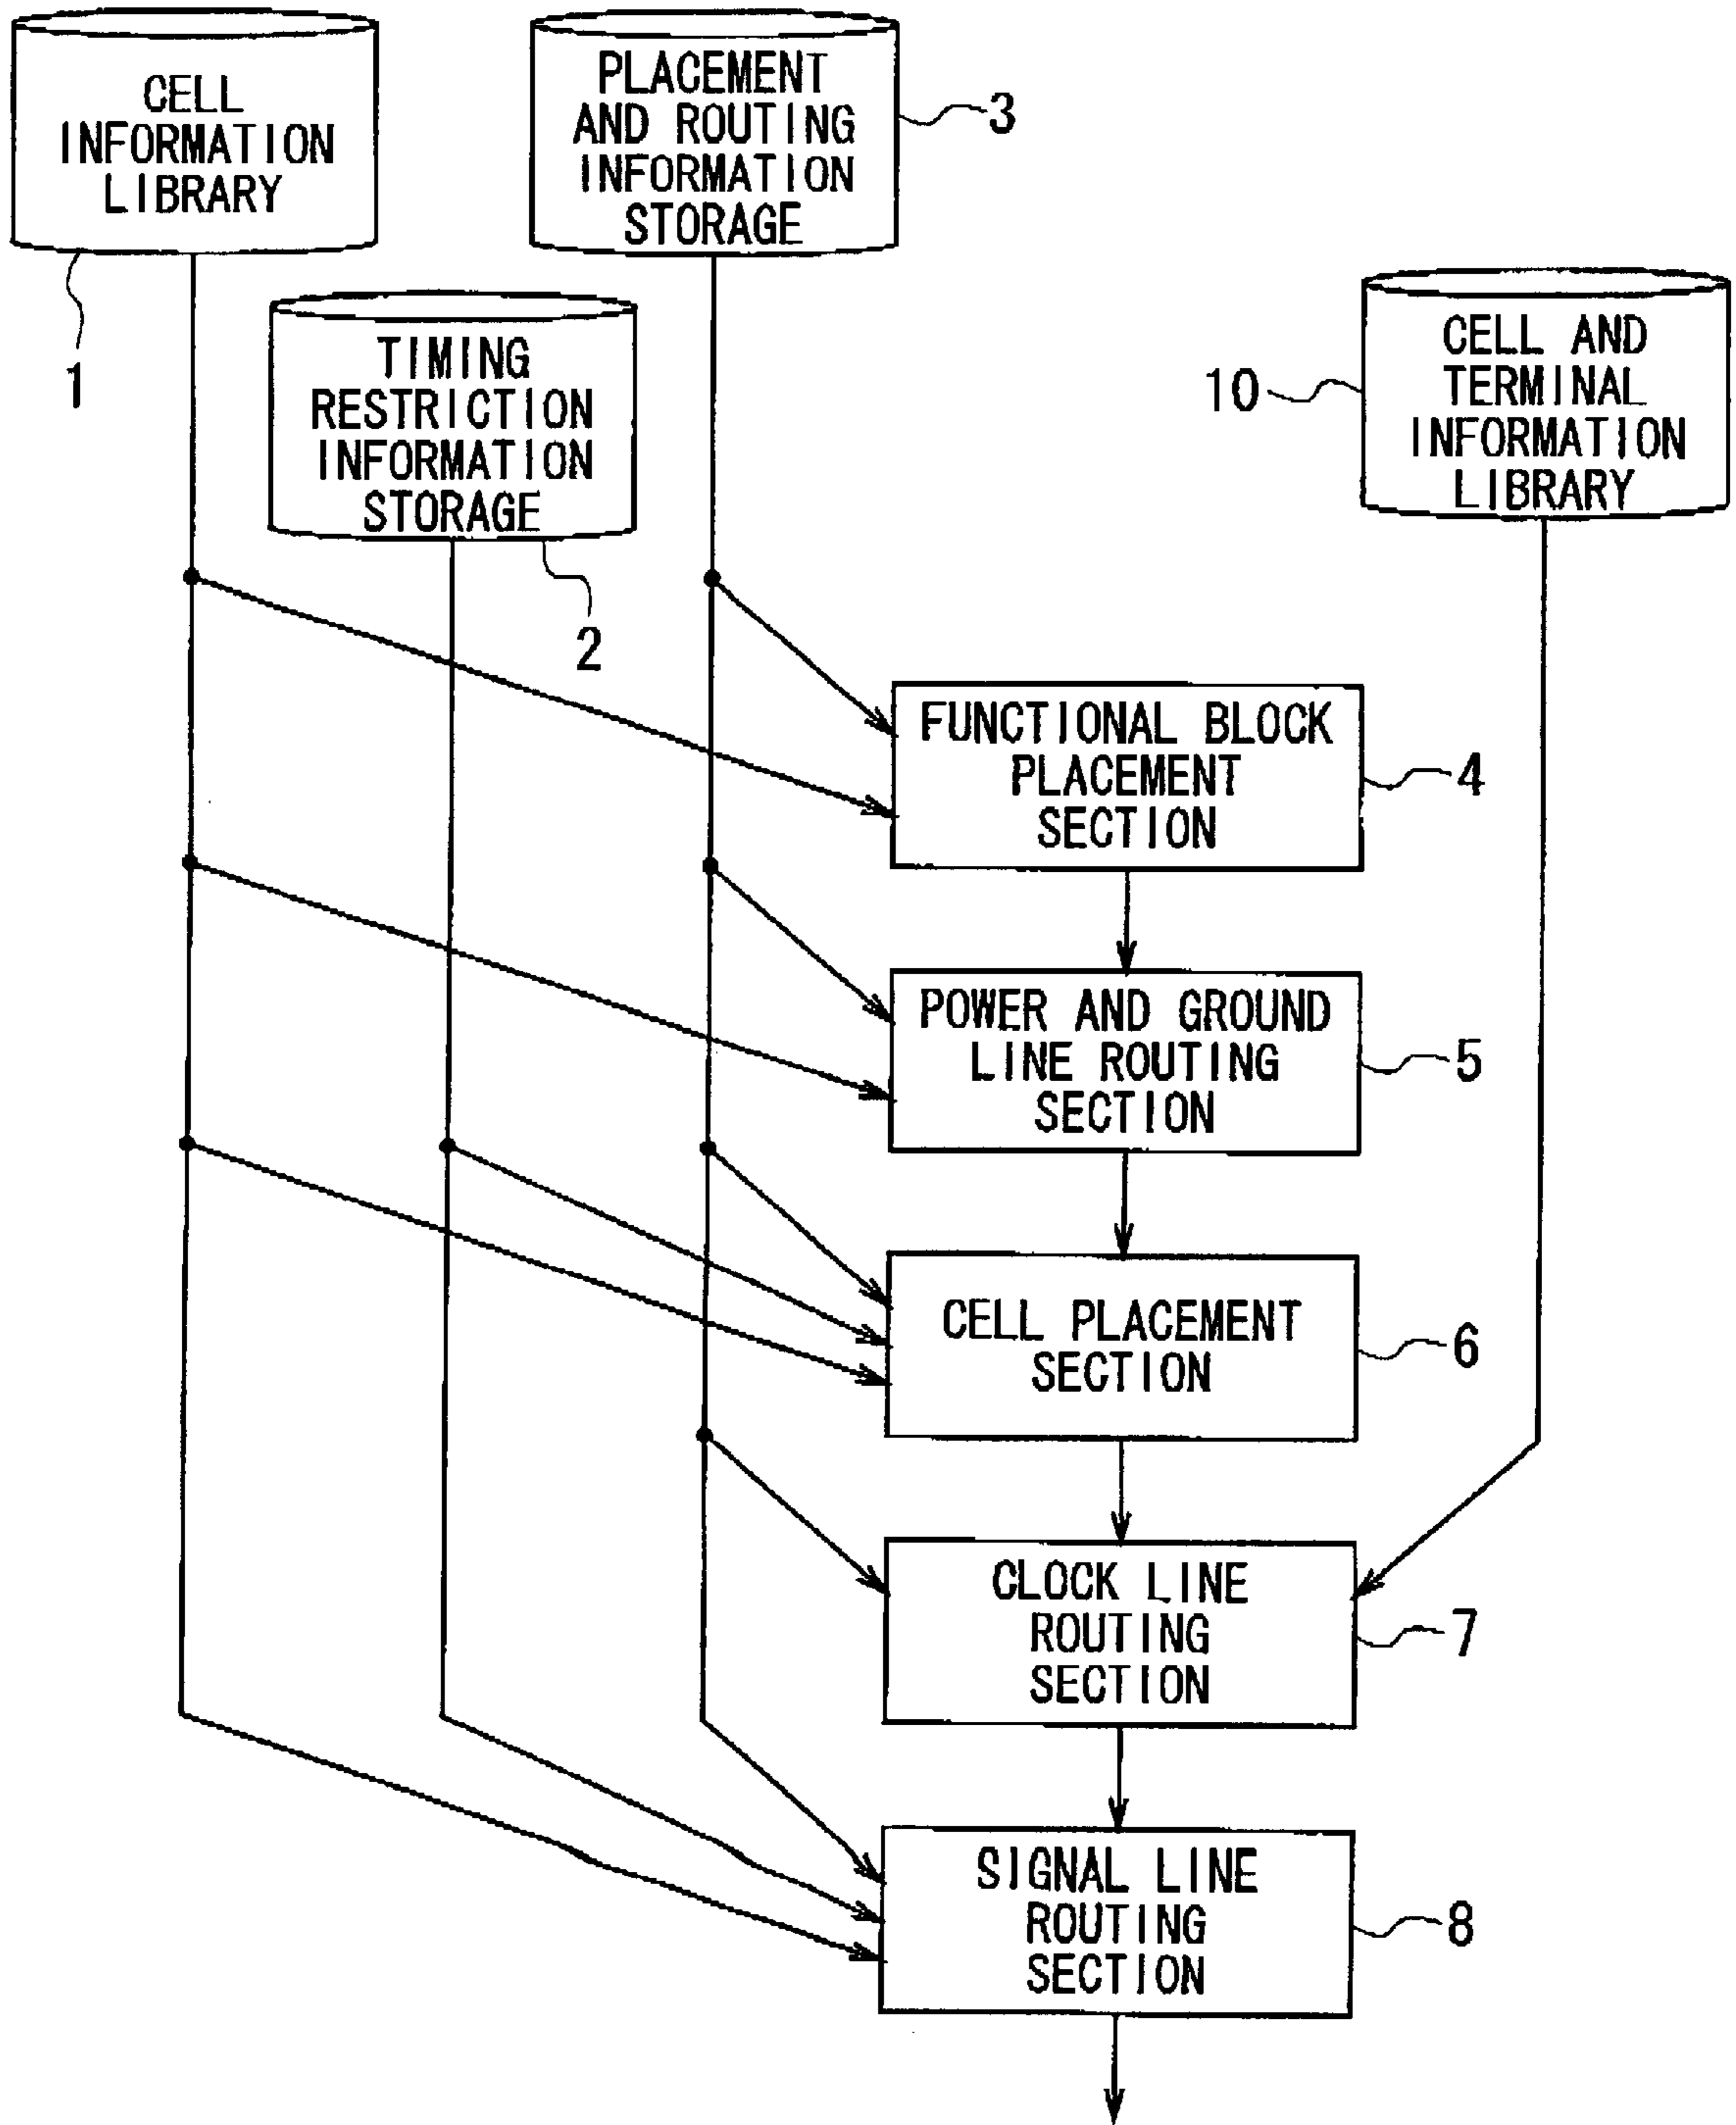 CELL
INFORMATION
LIBRARY
1
PLACEMENT
AND ROUTING
INFORMATION
STORAGE
3
TIMING
RESTRICTION
INFORMATION
STORAGE
2
CELL AND
TERMINAL
INFORMATION
LIBRARY
10
FUNCTIONAL BLOCK
PLACEMENT
SECTION
4
POWER AND GROUND
LINE ROUTING
SECTION
5
CELL PLACEMENT
SECTION
6
CLOCK LINE
ROUTING
SECTION
7
SIGNAL LINE
ROUTING
SECTION
8